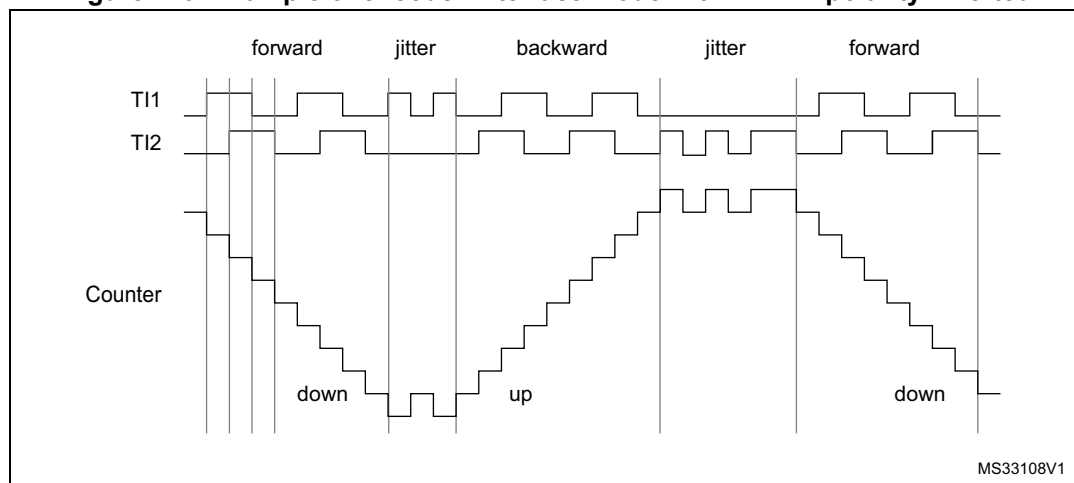 forward jitter backward jitter forward
TI1
TI2
Counter
down up down
MS33108V1